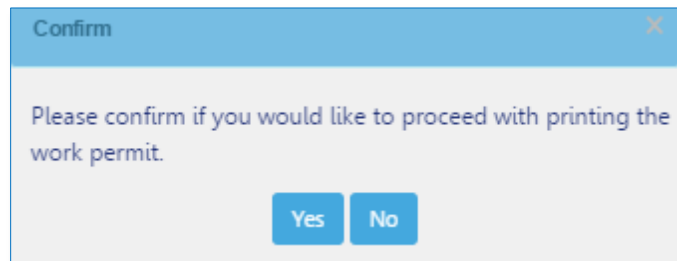 Confirm
Please confirm if you would like to proceed with printing the
work permit.
Yes No